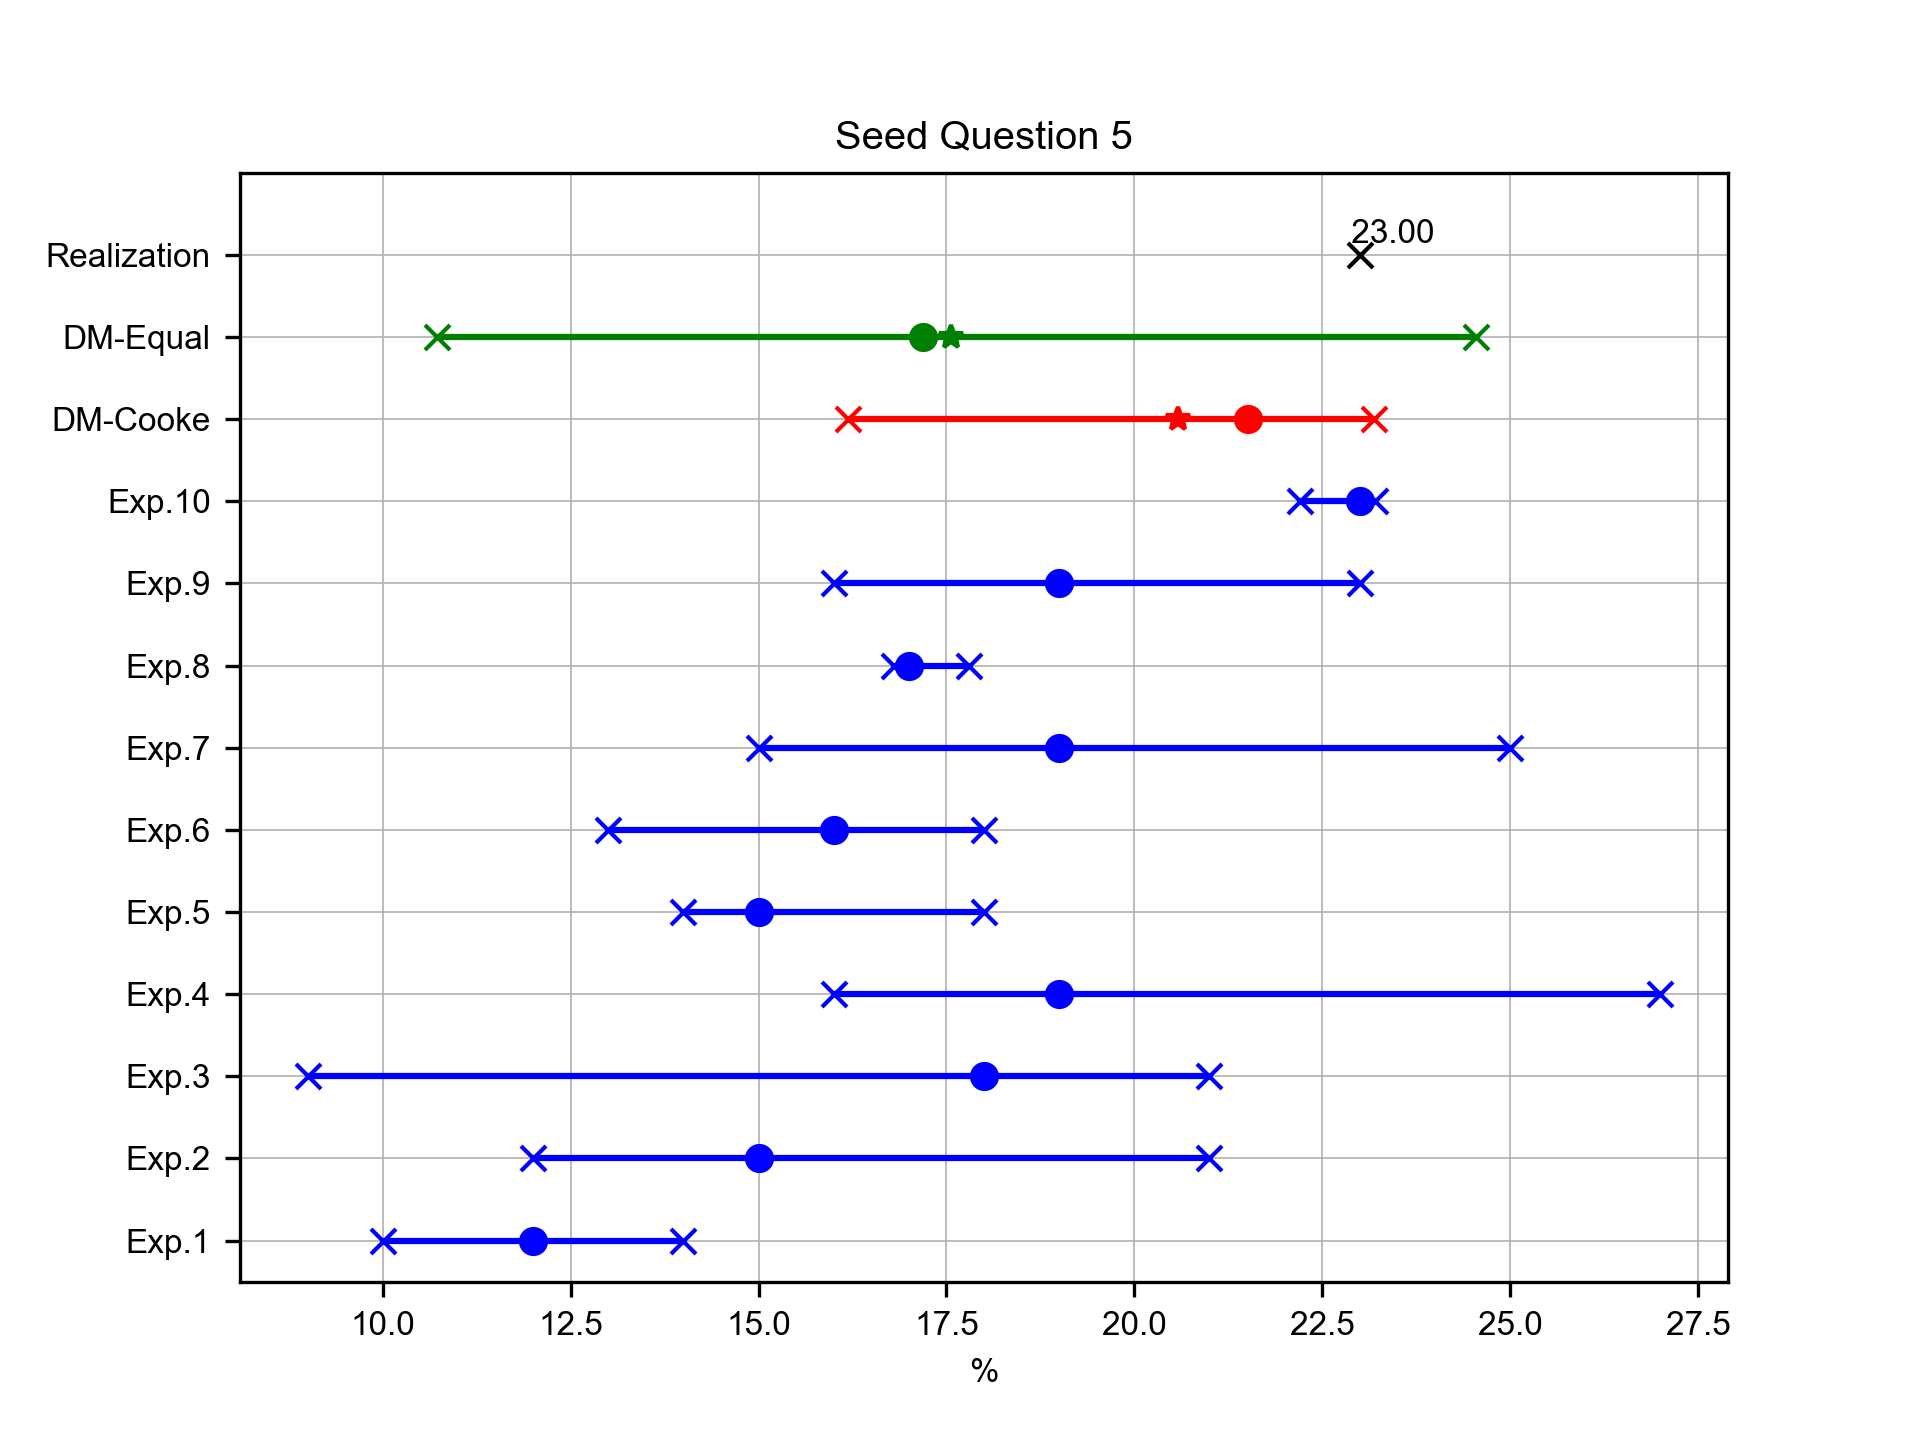 Seed Question 5
23.00
Realization
DM-Equal
DM-Cooke
Exp.10
Exp.9
Exp.8
Exp.7
Exp.6
Exp.5
Exp.4
Exp.3
Exp.2
Exp.1
10.0 12.5 15.0 17.5 20.0 22.5 25.0 27.5
%